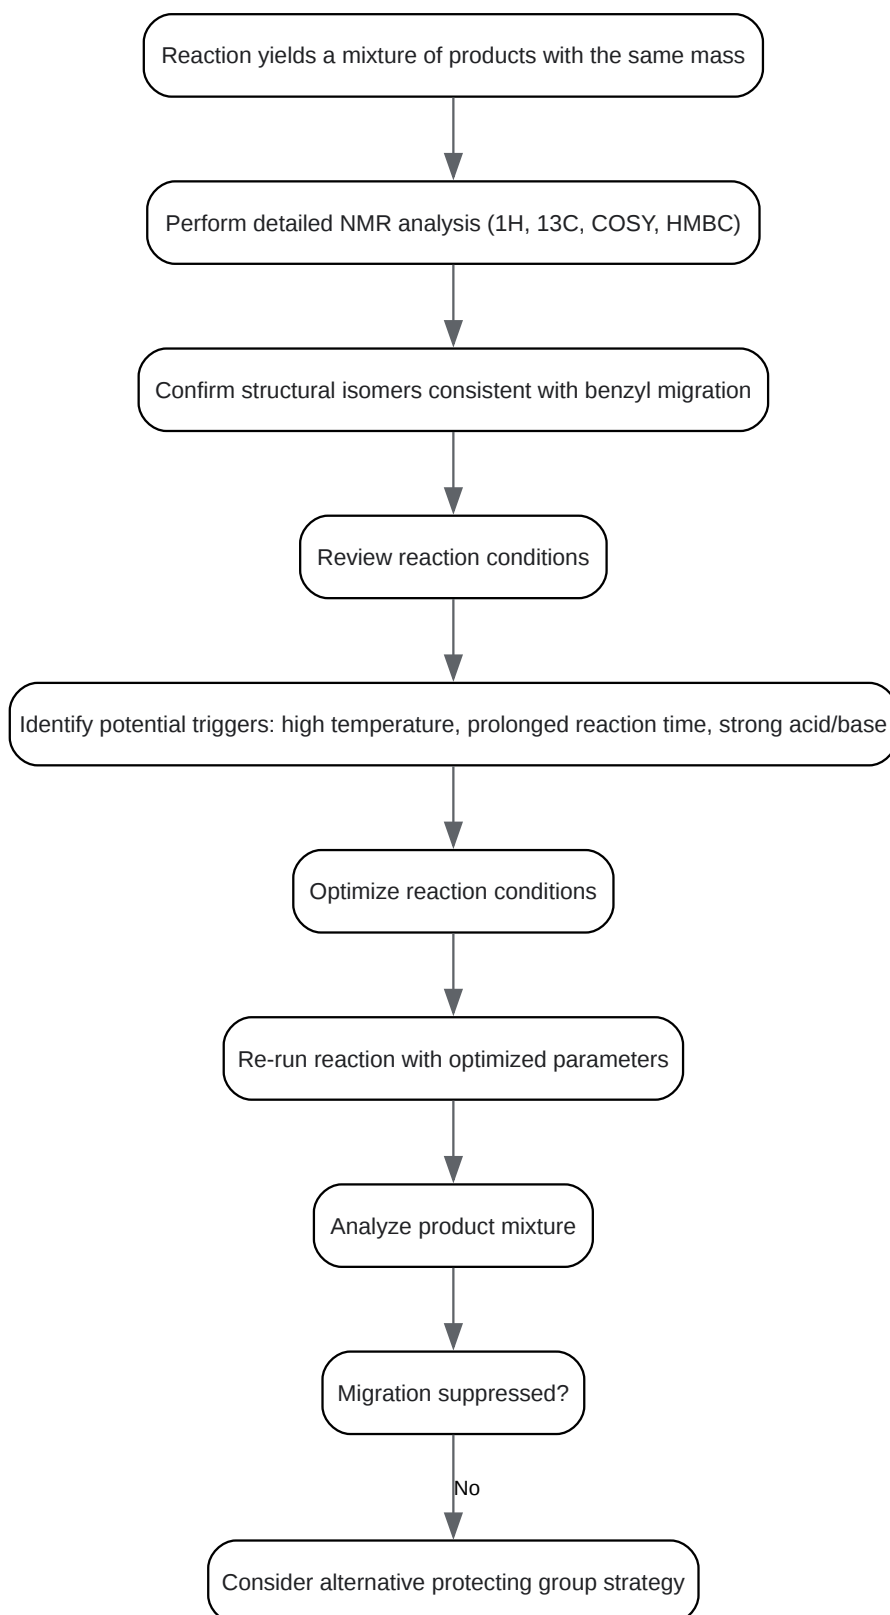 Reaction yields a mixture of products with the same mass
Perform detailed NMR analysis (1H, 13C, COSY, HMBC)
Confirm structural isomers consistent with benzyl migration
Review reaction conditions
Identify potential triggers: high temperature, prolonged reaction time, strong acid/base
Optimize reaction conditions
Re-run reaction with optimized parameters
Analyze product mixture
Migration suppressed?
No
Consider alternative protecting group strategy